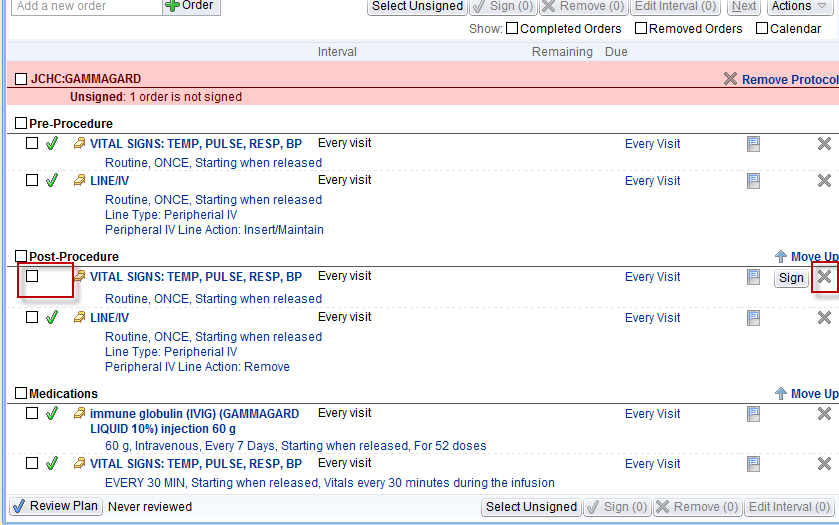 Add a new order Order Select Unsigned Sign (0) Remove (0) Edit Interval (0) Next Actions
Show: Completed Orders Removed Orders Calendar
Interval Remaining Due
JCHC:GAMMAGARD Remove Protocol
Unsigned: 1 order is not signed
Pre-Procedure
VITAL SIGNS: TEMP, PULSE, RESP, BP Every visit Every Visit
Routine, ONCE, Starting when released
LINE/IV Every visit Every Visit
Routine, ONCE, Starting when released
Line Type: Peripherial IV
Peripherial IV Line Action: Insert/Maintain
Post-Procedure Move Up
VITAL SIGNS: TEMP, PULSE, RESP, BP Every visit Every Visit Sign
Routine, ONCE, Starting when released
LINE/IV Every visit Every Visit
Routine, ONCE, Starting when released
Line Type: Peripherial IV
Peripherial IV Line Action: Remove
Medications Move Up
immune globulin (IVIG) (GAMMAGARD Every visit Every Visit
LIQUID 10%) injection 60 g
60 g, Intravenous, Every 7 Days, Starting when released, For 52 doses
VITAL SIGNS: TEMP, PULSE, RESP, BP Every visit Every Visit
EVERY 30 MIN, Starting when released, Vitals every 30 minutes during the infusion
Review Plan Never reviewed Select Unsigned Sign (0) Remove (0) Edit Interval (0)